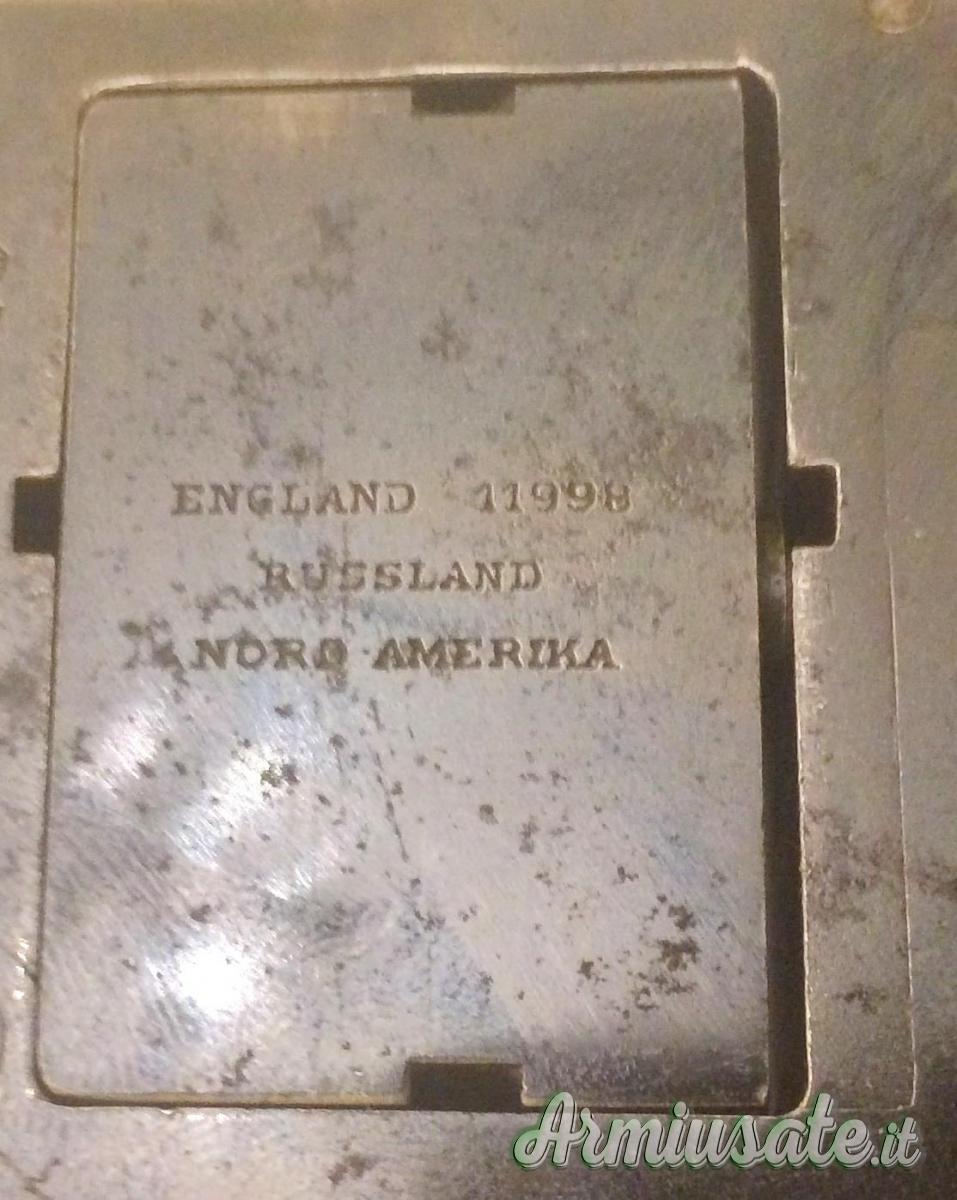 ENGLAND 11998
RUSSLAND
NORD AMERIKA
Armiusate.it